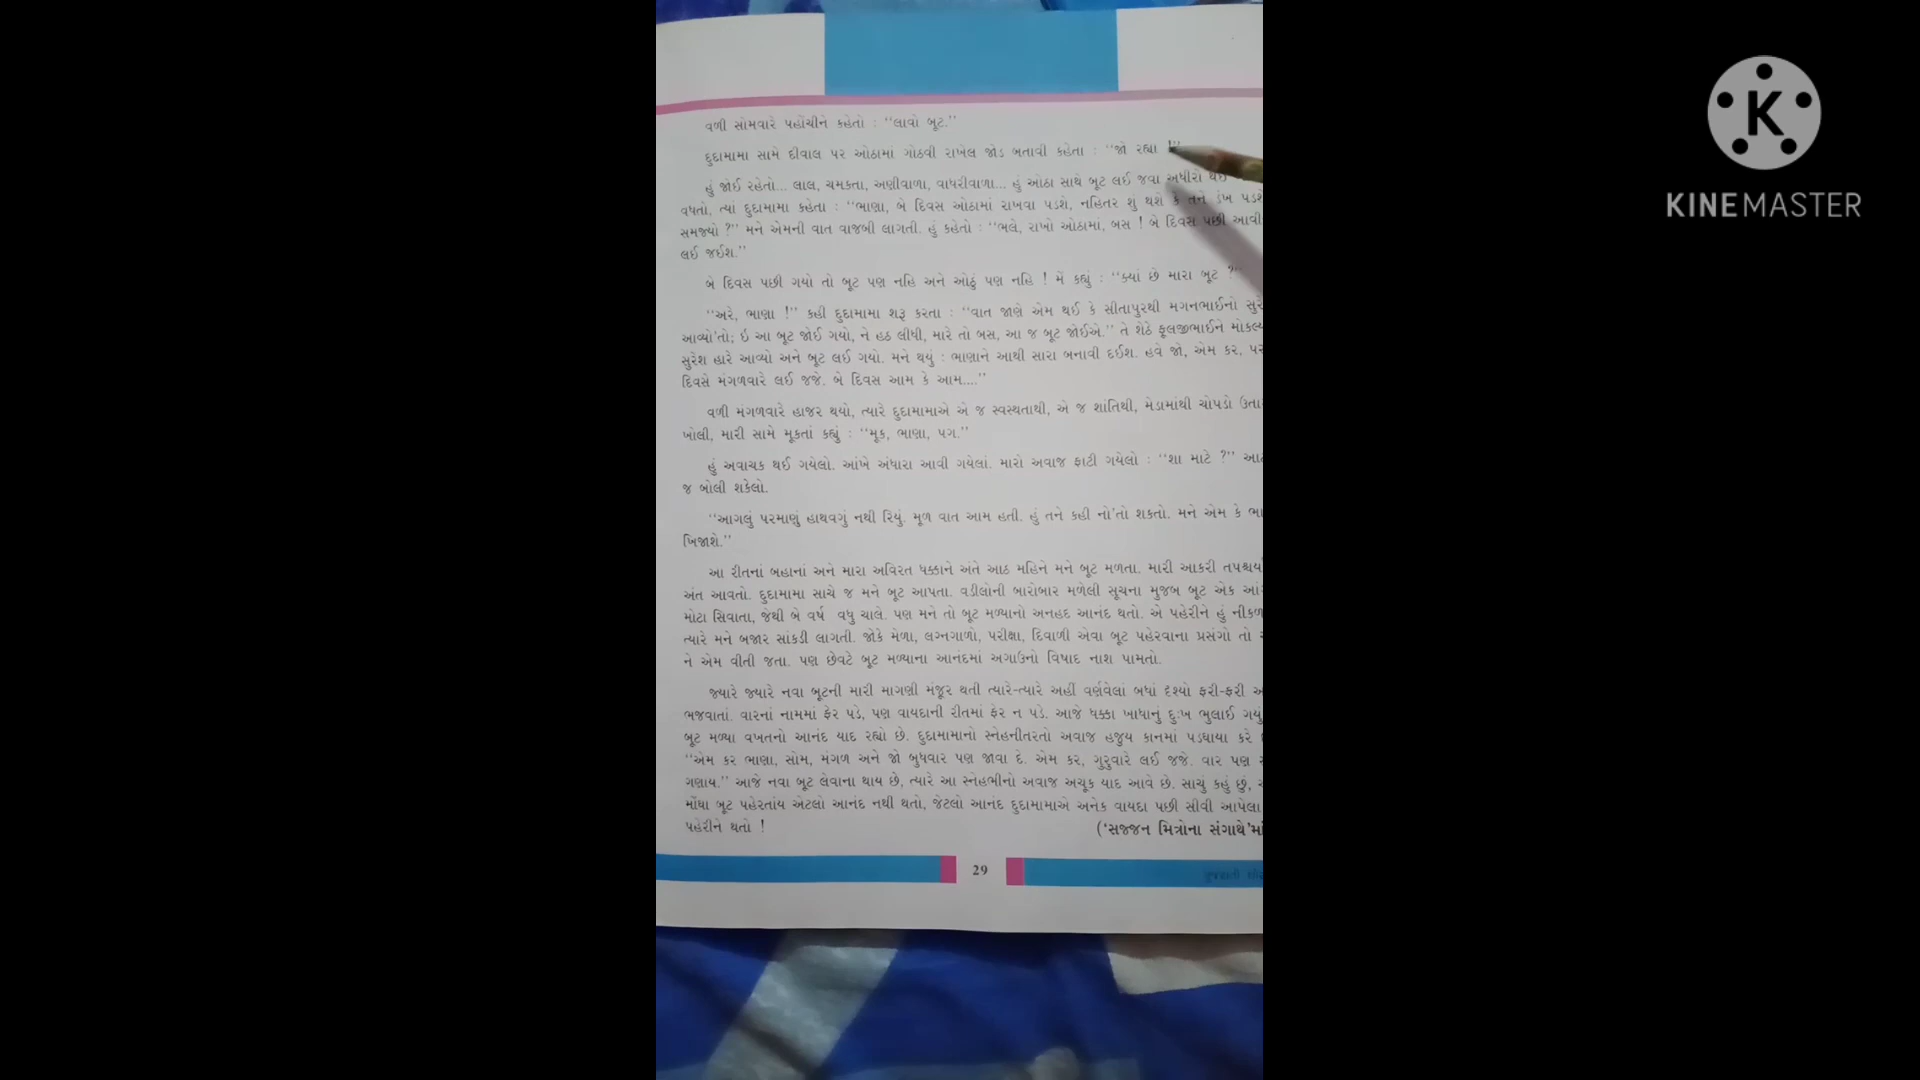 વળી સોમવારે પહોંચીને કહેતો : ‘‘લાવો બૂટ.’’
દુદામામા સામે દીવાલ પર ઓઠામાં ગોઠવી રાખેલ જોડ બતાવી કહેતા : ‘‘જો રહ્યા !’’
હું જોઈ રહેતો... લાલ, ચમકતા, અણીવાળા, વાધરીવાળા... હું ઓઠા સાથે બૂટ લઈ જવા અધીરો થઈ
વધતો, ત્યાં દુદામામા કહેતા : ‘‘ભાણા, બે દિવસ ઓઠામાં રાખવા પડશે, નહિતર શું થશે કે તને ડંખ પડશે
સમજ્યો ?’’ મને એમની વાત વાજબી લાગતી. હું કહેતો : ‘‘ભલે, રાખો ઓઠામાં, બસ ! બે દિવસ પછી આવી
લઈ જઈશ.’’
બે દિવસ પછી ગયો તો બૂટ પણ નહિ અને ઓઠું પણ નહિ ! મેં કહ્યું : ‘‘ક્યાં છે મારા બૂટ ?’’
‘‘અરે, ભાણા !’’ કહી દુદામામા શરૂ કરતા : ‘‘વાત જાણે એમ થઈ કે સીતાપુરથી મગનભાઈનો
આવ્યો’તો; ઇ આ બૂટ જોઈ ગયો, ને હઠ લીધી, મારે તો બસ, આ જ બૂટ જોઈએ.’’ તે શેઠે ફૂલજીભાઈને
સુરેશ હારે આવ્યો અને બૂટ લઈ ગયો. મને થયું : ભાણાને આથી સારા બનાવી દઈશ. હવે જો, એમ કર,
દિવસે મંગળવારે લઈ જજે. બે દિવસ આમ કે આમ....’’
વળી મંગળવારે હાજર થયો, ત્યારે દુદામામાએ એ જ સ્વસ્થતાથી, એ જ શાંતિથી, મેડામાંથી ચોપડો
ખોલી, મારી સામે મૂકતાં કહ્યું : ‘‘મૂક, ભાણા, પગ.’’
હું અવાચક થઈ ગયેલો. આંખે અંધારા આવી ગયેલાં. મારો અવાજ ફાટી ગયેલો : ‘‘શા માટે ?’’
જ બોલી શકેલો.
‘‘આગલું પરમાણું હાથવગું નથી રિયું. મૂળ વાત આમ હતી. હું તને કહી નો’તો શકતો. મને એમ કે
ખિજાશે.’’
આ રીતનાં બહાનાં અને મારા અવિરત ધક્કાને અંતે આઠ મહિને મને બૂટ મળતા. મારી આકરી
અંત આવતો. દુદામામા સાચે જ મને બૂટ આપતા. વડીલોની બારોબાર મળેલી સૂચના મુજબ બૂટ એક
મોટા સિવાતા, જેથી બે વર્ષ વધુ ચાલે. પણ મને તો બૂટ મળ્યાનો અનહદ આનંદ થતો. એ પહેરીને હું
ત્યારે મને બજાર સાંકડી લાગતી. જોકે મેળા, લગ્નગાળો, પરીક્ષા, દિવાળી એવા બૂટ પહેરવાના પ્રસંગો તો
ને એમ વીતી જતા. પણ છેવટે બૂટ મળ્યાના આનંદમાં અગાઉનો વિષાદ નાશ પામતો.
જ્યારે જ્યારે નવા બૂટની મારી માગણી મંજૂર થતી ત્યારે-ત્યારે અહીં વર્ણવેલાં બધાં દૃશ્યો ફરી-ફરી
ભજવાતાં. વારનાં નામમાં ફેર પડે, પણ વાયદાની રીતમાં ફેર ન પડે. આજે ધક્કા ખાધાનું દુઃખ ભુલાઈ ગયું
બૂટ મળ્યા વખતનો આનંદ યાદ રહ્યો છે. દુદામામાનો સ્નેહનીતરતો અવાજ હજુય કાનમાં પડઘાયા કરે
‘‘એમ કર ભાણા, સોમ, મંગળ અને જો બુધવાર પણ જાવા દે. એમ કર, ગુરુવારે લઈ જજે. વાર પણ
ગણાય.’’ આજે નવા બૂટ લેવાના થાય છે, ત્યારે આ સ્નેહભીનો અવાજ અચૂક યાદ આવે છે. સાચું કહું છું,
મોંઘા બૂટ પહેરતાંય એટલો આનંદ નથી થતો, જેટલો આનંદ દુદામામાએ અનેક વાયદા પછી સીવી આપેલા
પહેરીને થતો !
(‘સજ્જન મિત્રોના સંગાથે’માં
29
ગુજરાતી
K
KINEMASTER